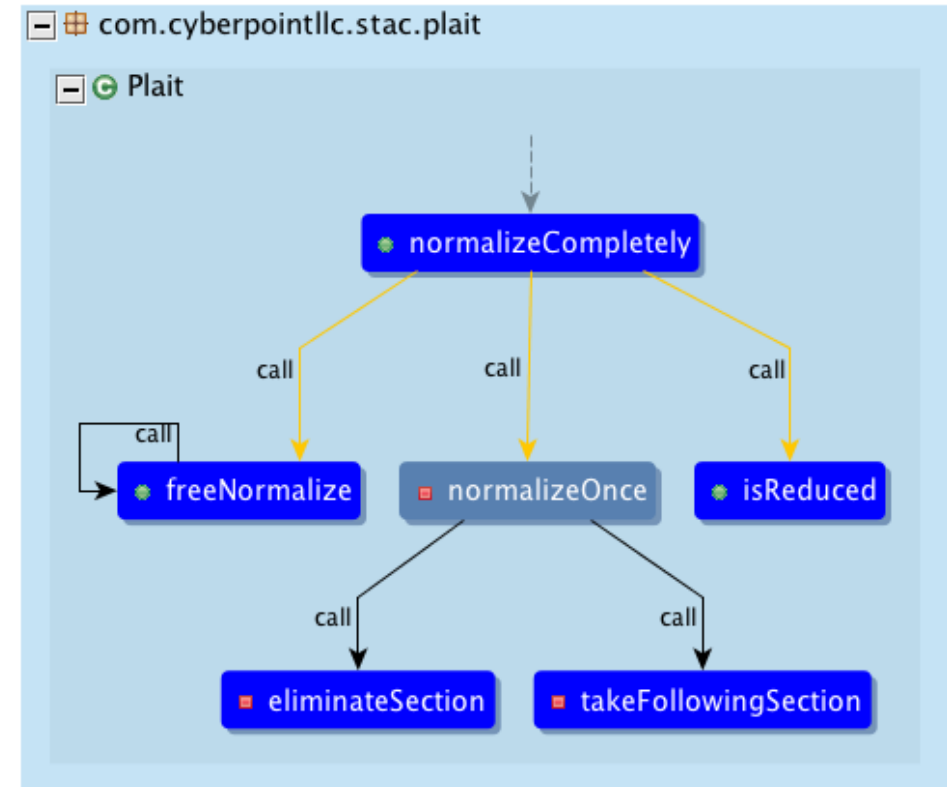 com.cyberpointllc.stac.plait
Plait
normalizeCompletely
call
call
call
call
freeNormalize
normalizeOnce
isReduced
call
call
eliminateSection
takeFollowingSection